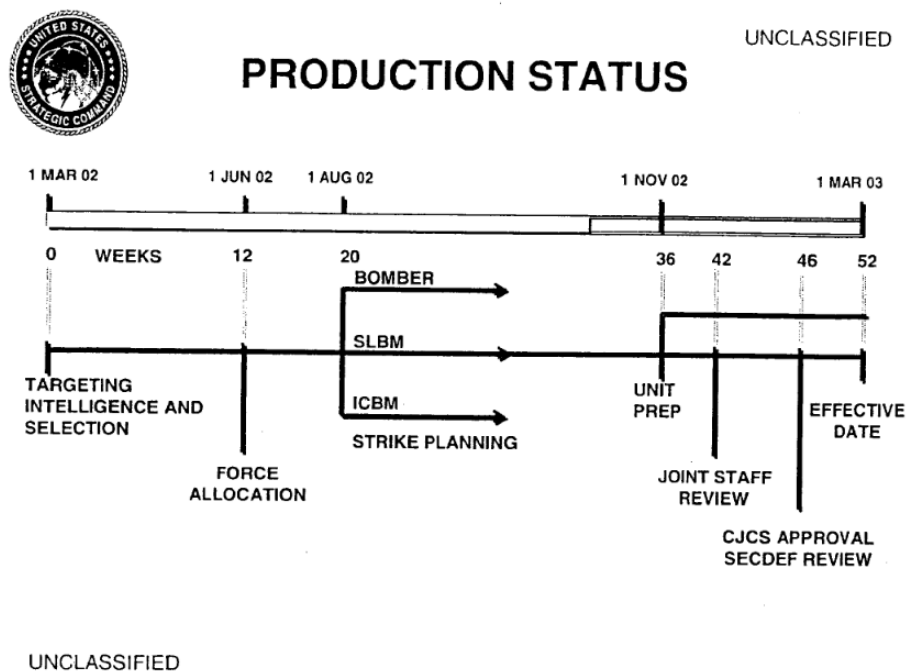 UNCLASSIFIED
UNITED STATES
STRATEGIC COMMAND
PRODUCTION STATUS
1 MAR 02 1 JUN 02 1 AUG 02 1 NOV 02 1 MAR 03
0 WEEKS 12 20 36 42 46 52
BOMBER
SLBM
ICBM
STRIKE PLANNING
TARGETING
INTELLIGENCE AND
SELECTION
FORCE
ALLOCATION
UNIT
PREP
JOINT STAFF
REVIEW
CJCS APPROVAL
SECDEF REVIEW
EFFECTIVE
DATE
UNCLASSIFIED